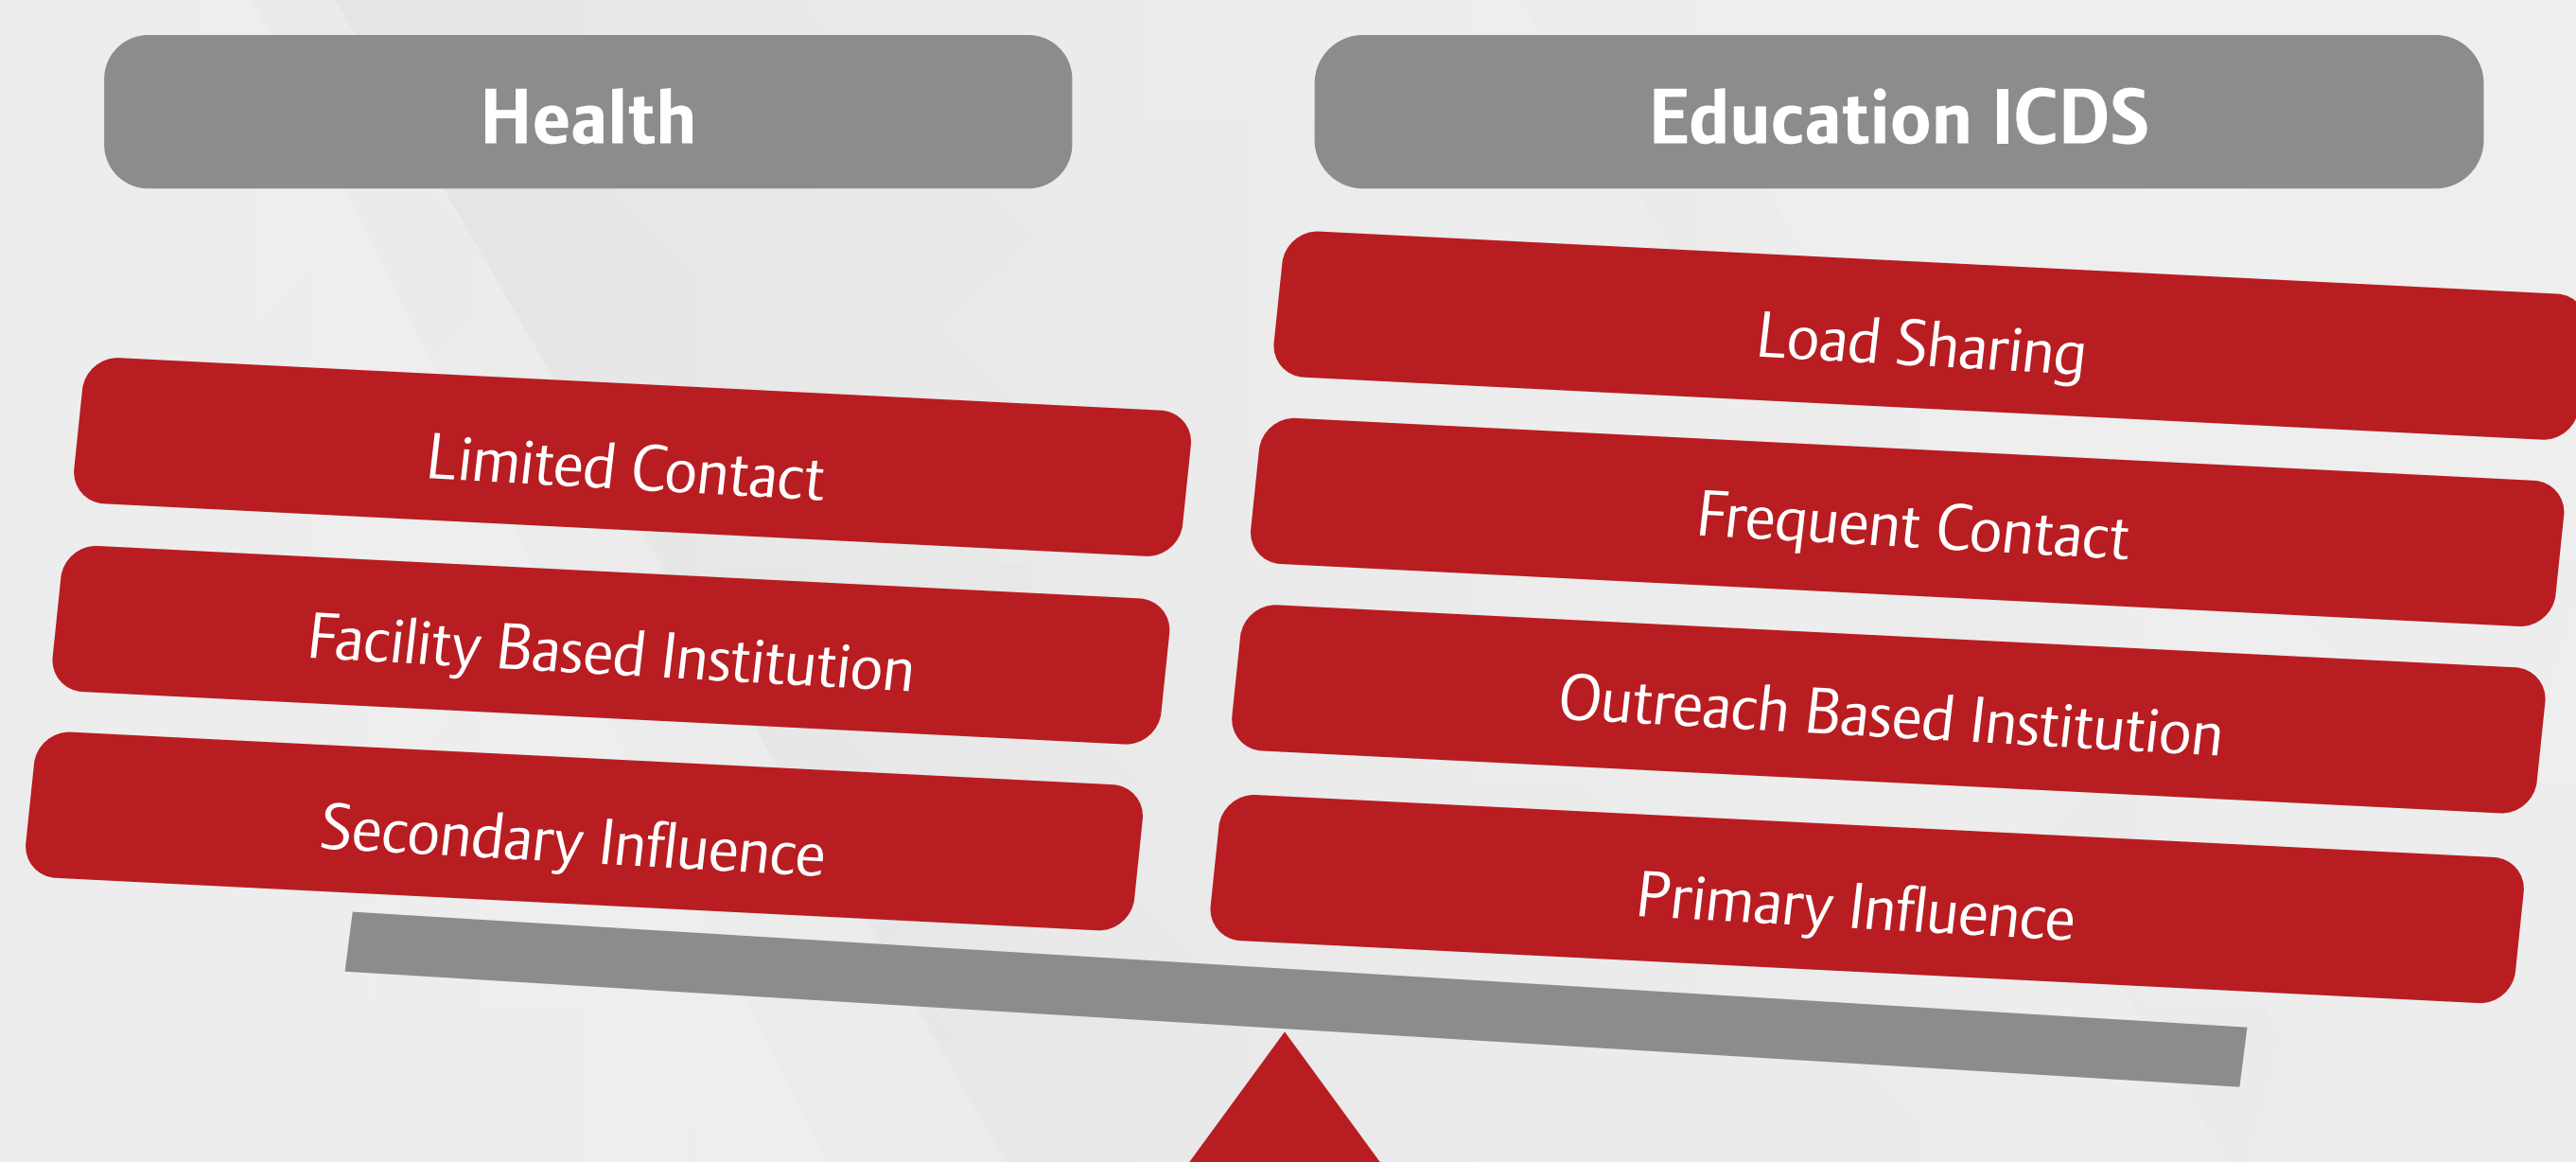 Health
Limited Contact
Facility Based Institution
Secondary Influence
Education ICDS
Load Sharing
Frequent Contact
Outreach Based Institution
Primary Influence